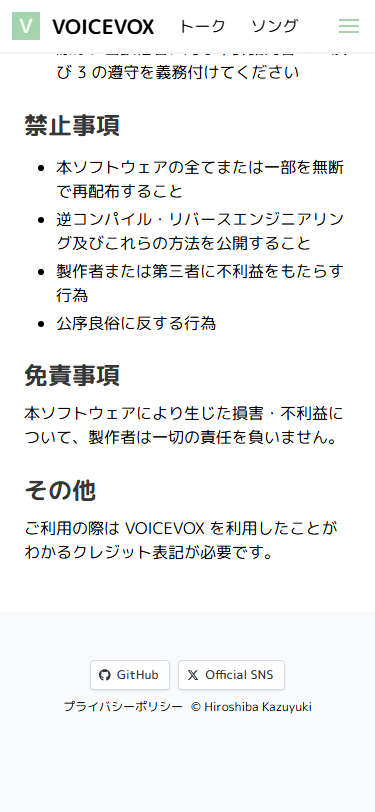 V VOICEVOX トーク ソング
び 3 の遵守を義務付けてください
禁止事項
本ソフトウェアの全てまたは一部を無断
で再配布すること
逆コンパイル・リバースエンジニアリン
グ及びこれらの方法を公開すること
製作者または第三者に不利益をもたらす
行為
公序良俗に反する行為
免責事項
本ソフトウェアにより生じた損害・不利益に
ついて、製作者は一切の責任を負いません。
その他
ご利用の際は VOICEVOX を利用したことが
わかるクレジット表記が必要です。
GitHub Official SNS
プライバシーポリシー © Hiroshiba Kazuyuki